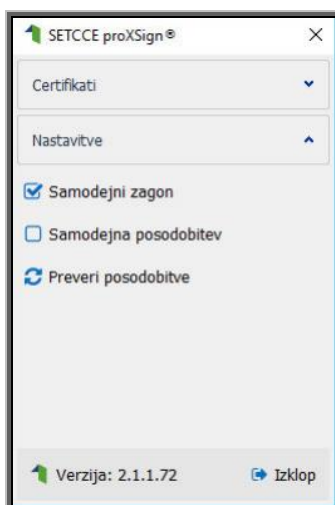 SETCCE proXSign®
Certifikati
Nastavitve
Samodejni zagon
Samodejna posodobitev
Preveri posodobitve
Verzija: 2.1.1.72 Izklop